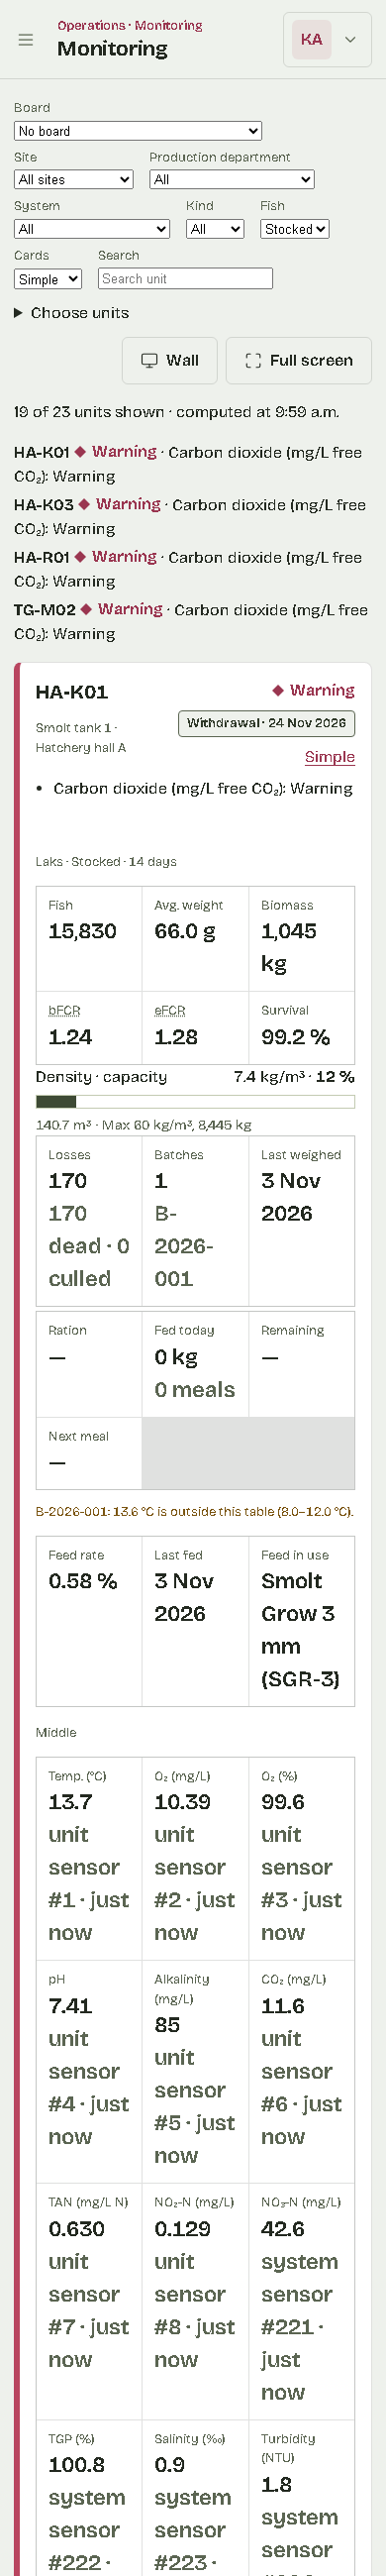 Operations · Monitoring
Monitoring
KA
Board
No board
Site
Production department
All sites
All
System
Kind
Fish
All
All
Stocked
Cards
Search
Simple
Search unit
Choose units
Wall
Full screen
19 of 23 units shown · computed at 9:59 a.m.
HA-K01 ◆ Warning · Carbon dioxide (mg/L free
CO₂): Warning
HA-K03 ◆ Warning · Carbon dioxide (mg/L free
CO₂): Warning
HA-R01 ◆ Warning · Carbon dioxide (mg/L free
CO₂): Warning
TG-M02 ◆ Warning · Carbon dioxide (mg/L free
CO₂): Warning
HA-K01
◆ Warning
Smolt tank 1 ·
Hatchery hall A
Withdrawal · 24 Nov 2026
Simple
• Carbon dioxide (mg/L free CO₂): Warning
Laks · Stocked · 14 days
Fish
Avg. weight
Biomass
15,830
66.0 g
1,045
kg
bFCR
eFCR
Survival
1.24
1.28
99.2 %
Density · capacity
7.4 kg/m³ · 12 %
140.7 m³ · Max 60 kg/m³, 8,445 kg
Losses
Batches
Last weighed
170
1
3 Nov
170
B-
2026
dead · 0
2026-
culled
001
Ration
Fed today
Remaining
—
0 kg
—
0 meals
Next meal
—
B-2026-001: 13.6 °C is outside this table (8.0–12.0 °C).
Feed rate
Last fed
Feed in use
0.58 %
3 Nov
Smolt
2026
Grow 3
mm
(SGR-3)
Middle
Temp. (°C)
O₂ (mg/L)
O₂ (%)
13.7
10.39
99.6
unit
unit
unit
sensor
sensor
sensor
#1 · just
#2 · just
#3 · just
now
now
now
pH
Alkalinity
(mg/L)
CO₂ (mg/L)
7.41
85
11.6
unit
unit
unit
sensor
sensor
sensor
#4 · just
#5 · just
#6 · just
now
now
now
TAN (mg/L N)
NO₂-N (mg/L)
NO₃-N (mg/L)
0.630
0.129
42.6
unit
unit
system
sensor
sensor
sensor
#7 · just
#8 · just
#221 ·
now
now
just
now
TGP (%)
Salinity (‰)
Turbidity
(NTU)
100.8
0.9
1.8
system
system
system
sensor
sensor
sensor
#222 ·
#223 ·